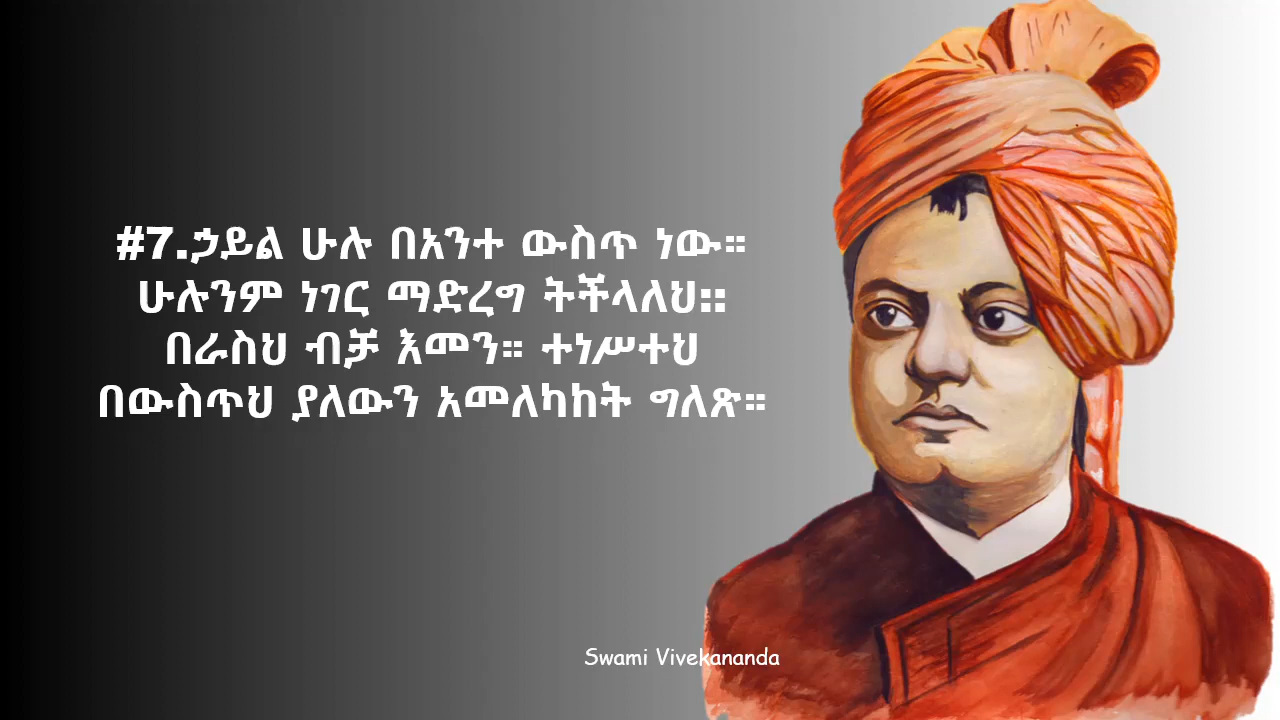 #7.ኃይል ሁሉ በአንተ ውስጥ ነው።
ሁሉንም ነገር ማድረግ ትችላለህ።
በራስህ ብቻ እመን። ተነሥተህ
በውስጥህ ያለውን አመለካከት ግለጽ።
Swami Vivekananda